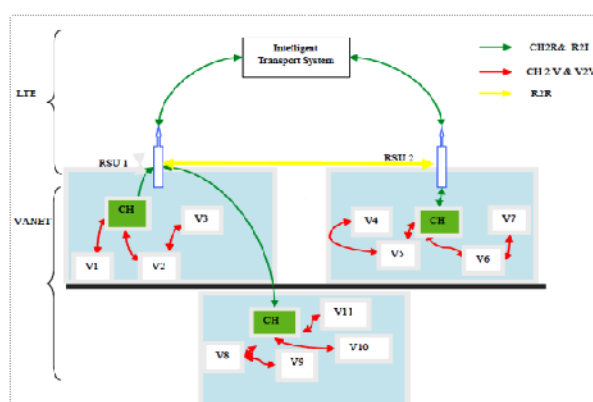 Intelligent
Transport System
CH2R& R2I
CH 2 V & V2V
R2R
LTE
RSU 1
RSU 2
VANET
CH
V3
V1
V2
V4
CH
V7
V5
V6
CH
V11
V8
V9
V10